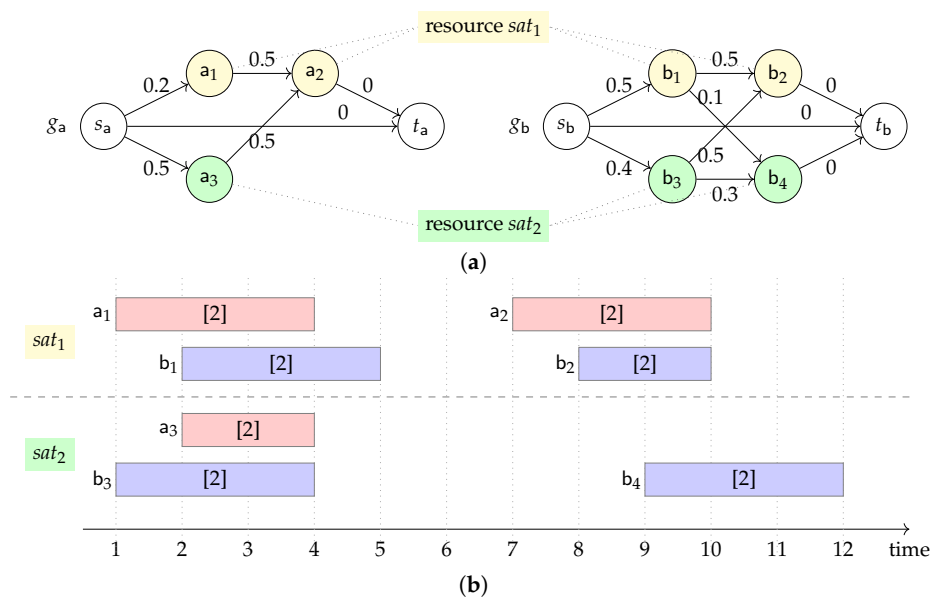 resource sat1
a1 0.5 a2
b1 0.5 b2
0.2 0
0.5 0.1 0
ga sa 0 ta
gb sb 0 tb
0.5 0.5
0.4 0.5 0
a3
b3 0.3 b4
resource sat2
(a)
a1 [2] a2 [2]
sat1
b1 [2] b2 [2]
a3 [2]
sat2
b3 [2] b4 [2]
1 2 3 4 5 6 7 8 9 10 11 12 time
(b)